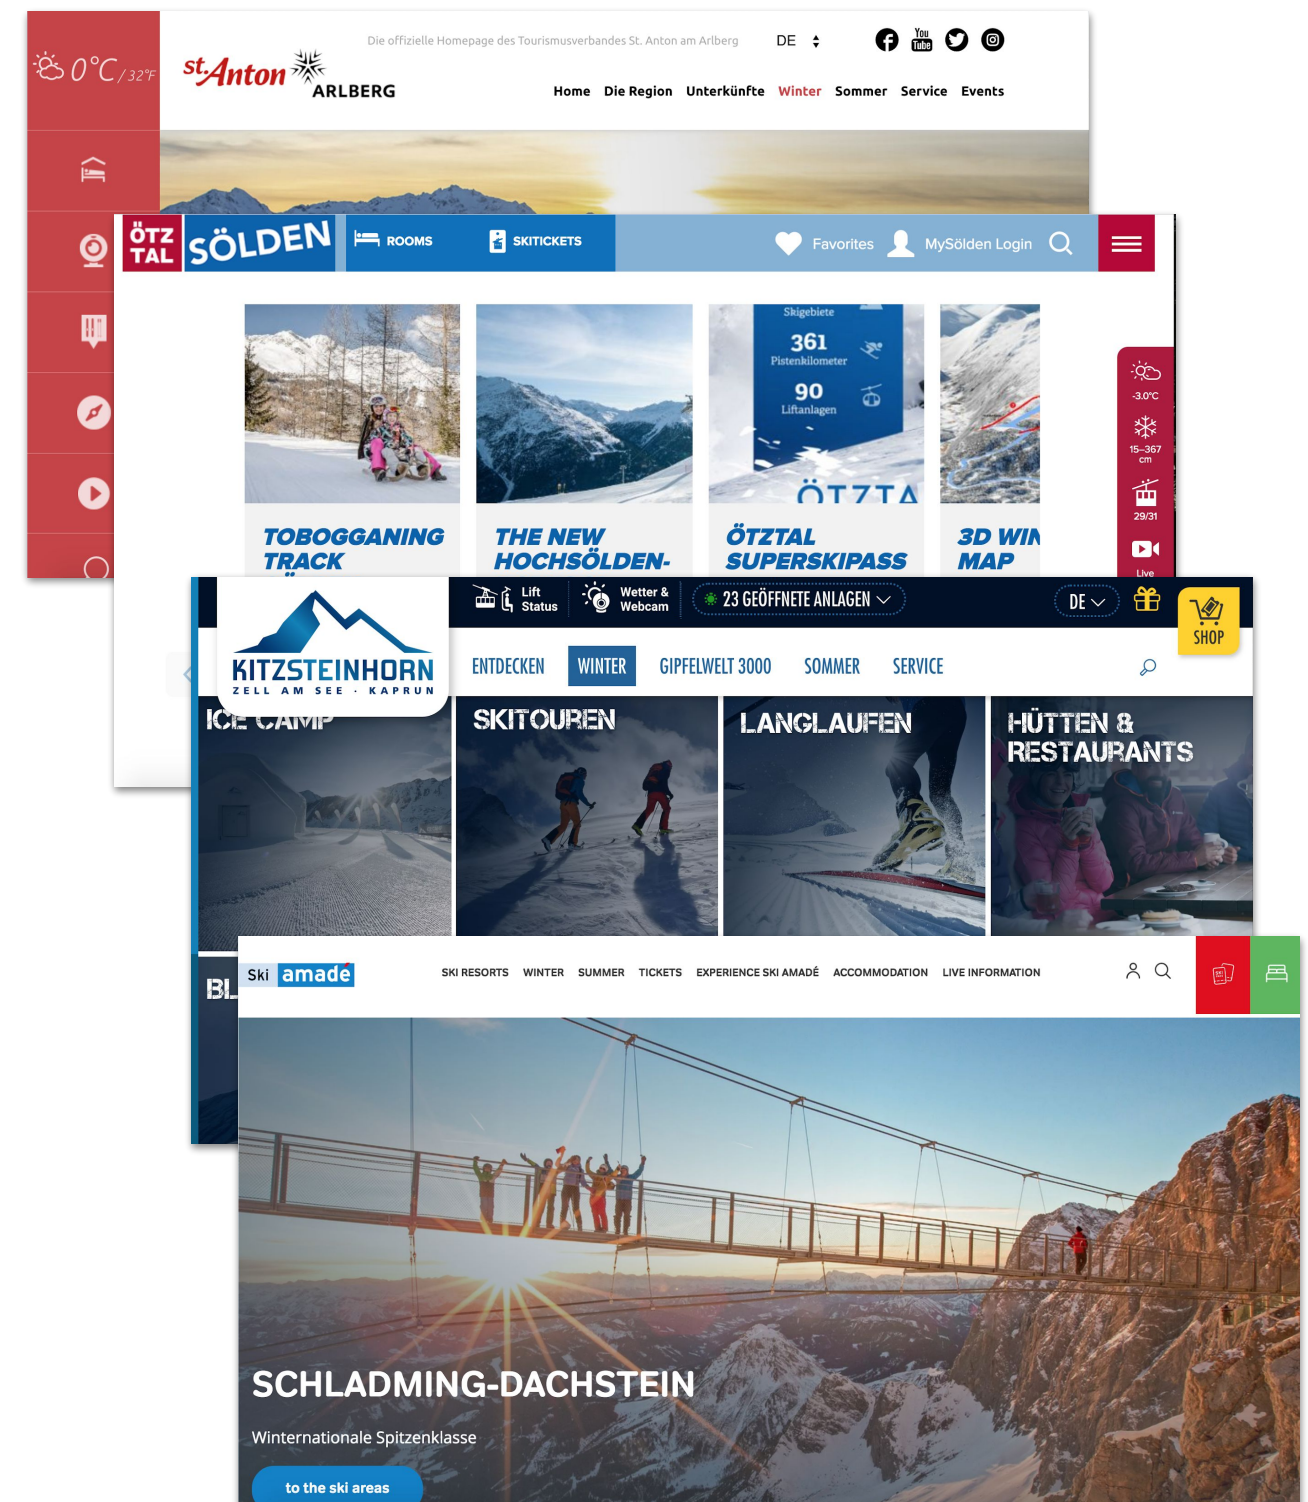 0°C / 32°F
Die offizielle Homepage des Tourismusverbandes St. Anton am Arlberg
DE
You
Tube
st.Anton
ARLBERG
Home Die Region Unterkünfte Winter Sommer Service Events
ÖTZ
TAL
SÖLDEN
ROOMS
SKITICKETS
Favorites
MySölden Login
Skigebiete
361
Pistenkilometer
90
Liftanlagen
ÖTZTA
-3.0°C
15–367
cm
29/31
Live
TOBOGGANING
TRACK
THE NEW
HOCHSÖLDEN-
ÖTZTAL
SUPERSKIPASS
3D WIN
MAP
KITZSTEINHORN
ZELL AM SEE · KAPRUN
Lift
Status
Wetter &
Webcam
23 GEÖFFNETE ANLAGEN
DE
SHOP
ENTDECKEN WINTER GIPFELWELT 3000 SOMMER SERVICE
ICE CAMP
SKITOUREN
LANGLAUFEN
HÜTTEN &
RESTAURANTS
BL
Ski amadé
SKI RESORTS WINTER SUMMER TICKETS EXPERIENCE SKI AMADÉ ACCOMMODATION LIVE INFORMATION
SCHLADMING-DACHSTEIN
Winternationale Spitzenklasse
to the ski areas